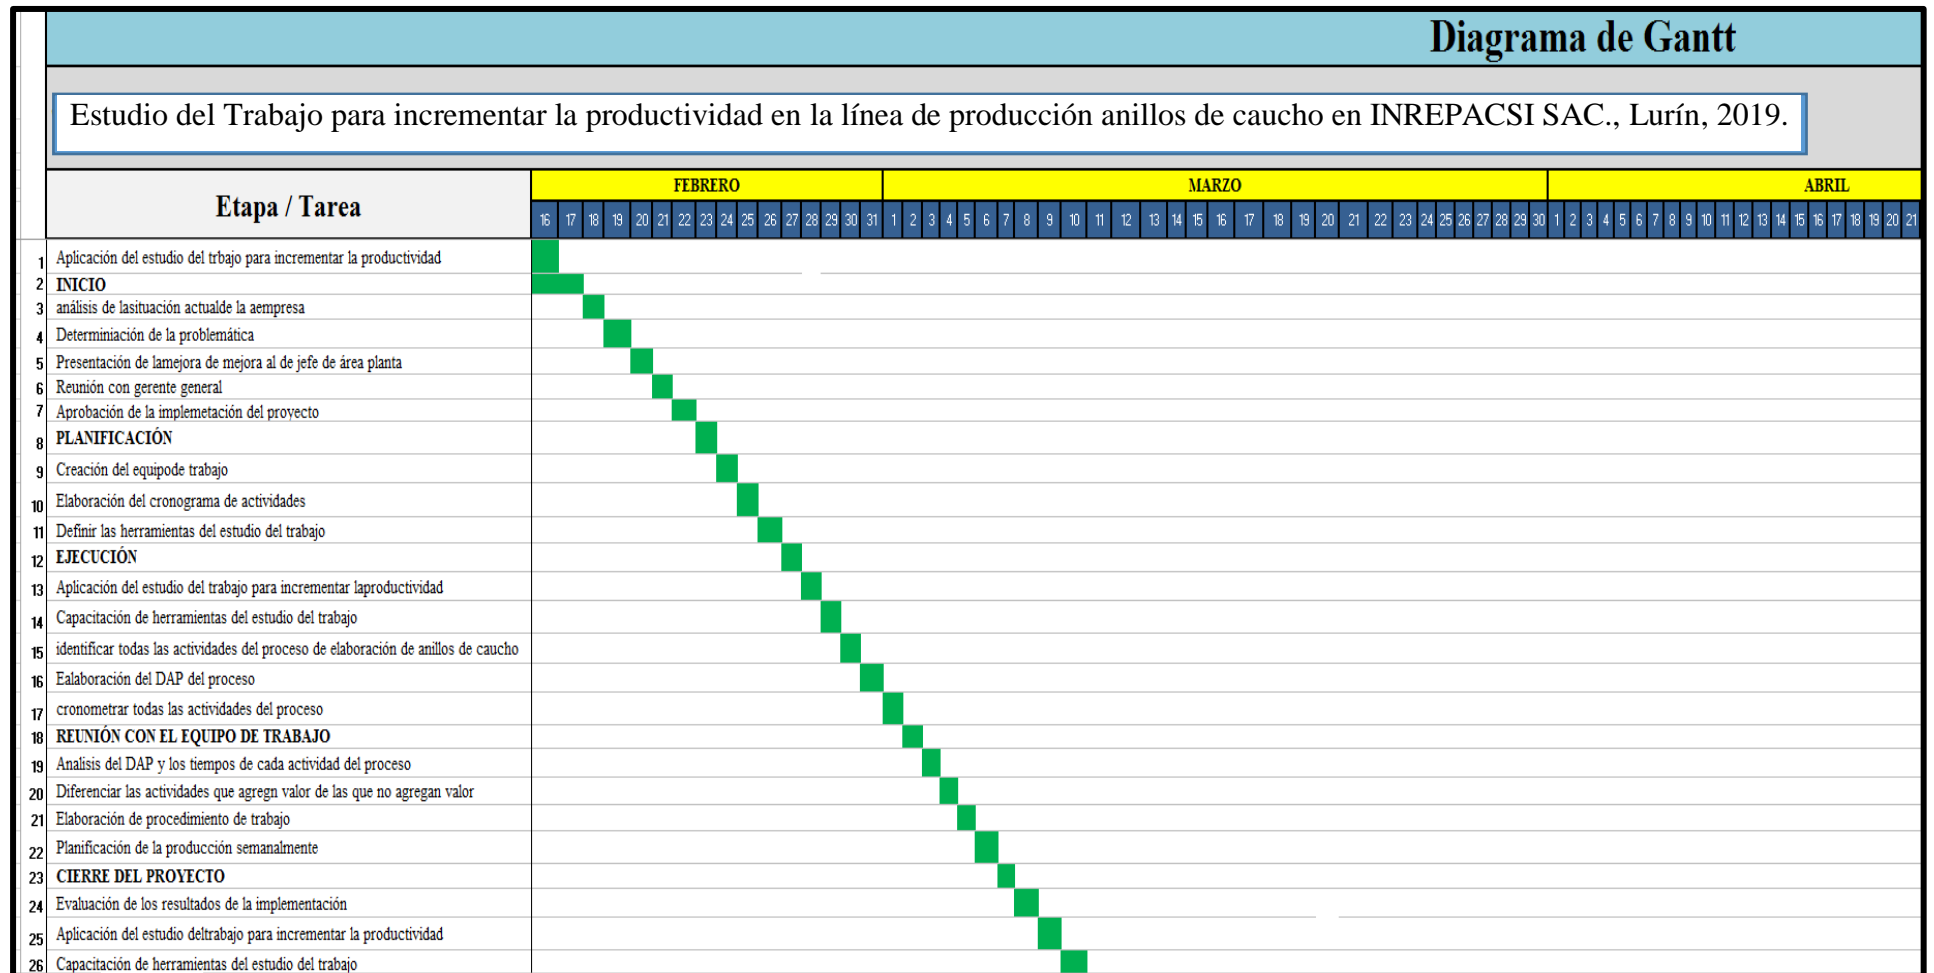 Diagrama de Gantt
Estudio del Trabajo para incrementar la productividad en la línea de producción anillos de caucho en INREPACSI SAC., Lurín, 2019.
Etapa / Tarea
FEBRERO MARZO ABRIL
16 17 18 19 20 21 22 23 24 25 26 27 28 29 30 31 1 2 3 4 5 6 7 8 9 10 11 12 13 14 15 16 17 18 19 20 21 22 23 24 25 26 27 28 29 30 1 2 3 4 5 6 7 8 9 10 11 12 13 14 15 16 17 18 19 20 21
1 Aplicación del estudio del trbajo para incrementar la productividad
2 INICIO
3 análisis de lasituación actualde la aempresa
4 Determiniación de la problemática
5 Presentación de lamejora de mejora al de jefe de área planta
6 Reunión con gerente general
7 Aprobación de la implemetación del proyecto
8 PLANIFICACIÓN
9 Creación del equipode trabajo
10 Elaboración del cronograma de actividades
11 Definir las herramientas del estudio del trabajo
12 EJECUCIÓN
13 Aplicación del estudio del trabajo para incrementar laproductividad
14 Capacitación de herramientas del estudio del trabajo
15 identificar todas las actividades del proceso de elaboración de anillos de caucho
16 Ealaboración del DAP del proceso
17 cronometrar todas las actividades del proceso
18 REUNIÓN CON EL EQUIPO DE TRABAJO
19 Analisis del DAP y los tiempos de cada actividad del proceso
20 Diferenciar las actividades que agregn valor de las que no agregan valor
21 Elaboración de procedimiento de trabajo
22 Planificación de la producción semanalmente
23 CIERRE DEL PROYECTO
24 Evaluación de los resultados de la implementación
25 Aplicación del estudio deltrabajo para incrementar la productividad
26 Capacitación de herramientas del estudio del trabajo